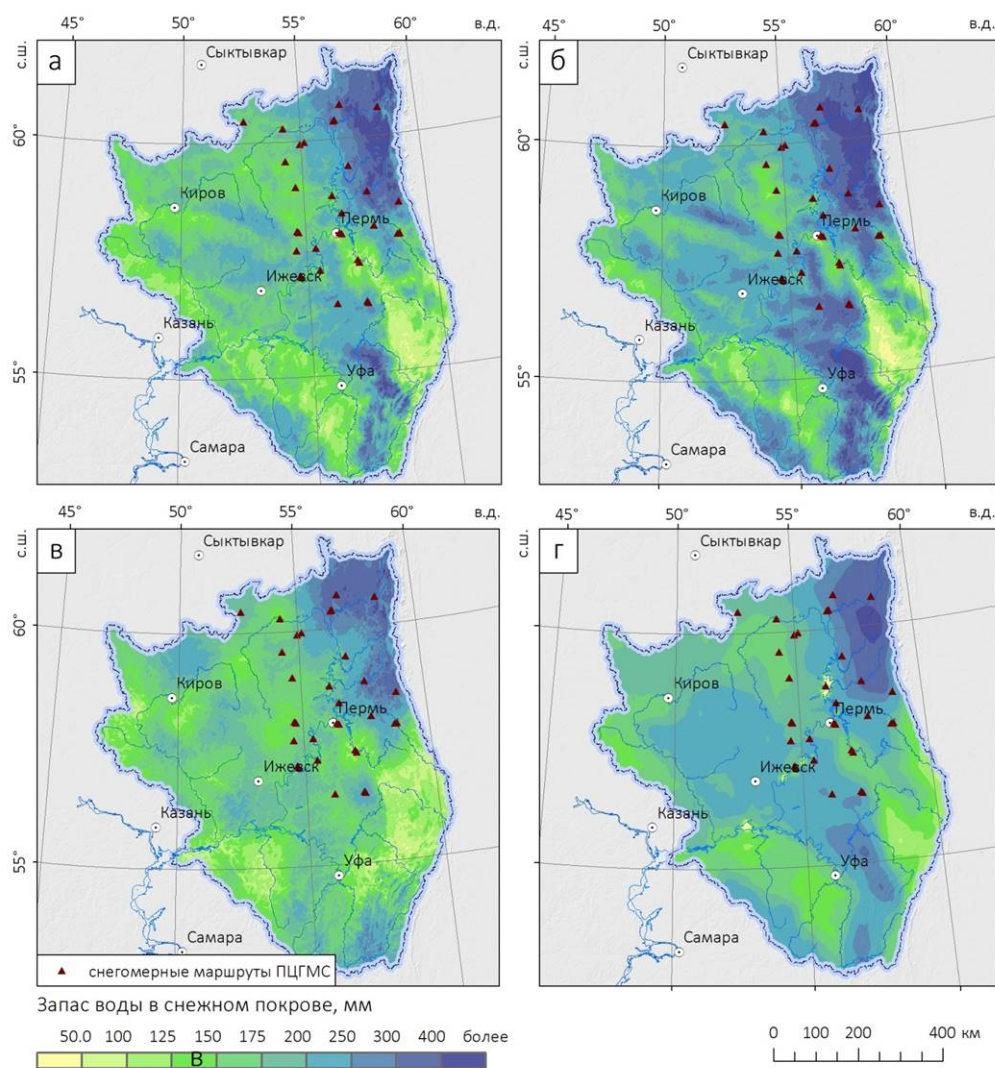 45° 50° 55° 60° в.д.
с.ш.
а
Сыктывкар
60°
Киров
Пермь
Ижевск
Казань
55°
Уфа
Самара
45° 50° 55° 60° в.д.
с.ш.
б
Сыктывкар
60°
Киров
Пермь
Ижевск
Казань
55°
Уфа
Самара
45° 50° 55° 60° в.д.
с.ш.
в
Сыктывкар
60°
Киров
Пермь
Ижевск
Казань
55°
Уфа
Самара
снегомерные маршруты ПЦГМС
45° 50° 55° 60° в.д.
с.ш.
г
Сыктывкар
60°
Киров
Пермь
Ижевск
Казань
55°
Уфа
Самара
Запас воды в снежном покрове, мм
50.0 100 125 150 175 200 250 300 400 более
В
0 100 200 400 км